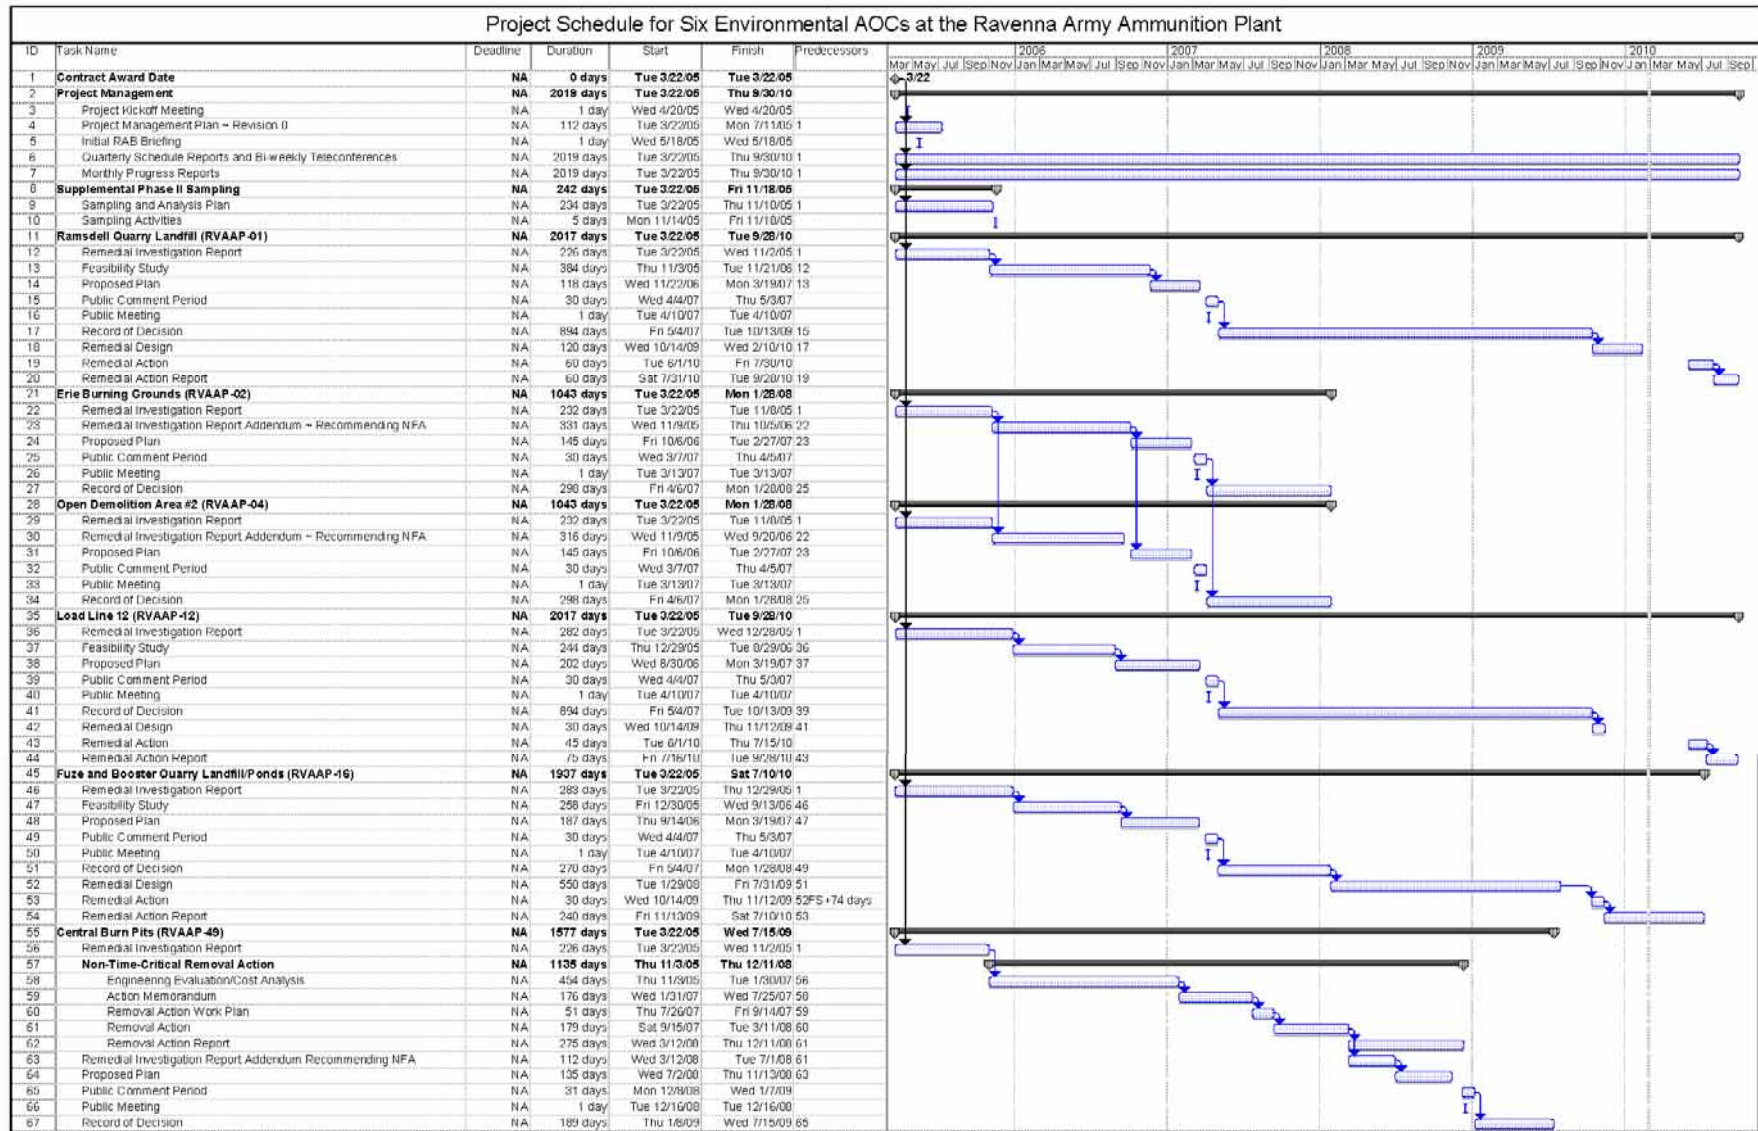 Project Schedule for Six Environmental AOCs at the Ravenna Army Ammunition Plant
ID Task Name Deadline Duration Start Finish Predecessors 2006 2007 2008 2009 2010
Mar May Jul Sep Nov Jan Mar May Jul Sep Nov Jan Mar May Jul Sep Nov Jan Mar May Jul Sep Nov Jan Mar May Jul Sep Nov Jan Mar May Jul Sep
1 Contract Award Date NA 0 days Tue 3/22/05 Tue 3/22/05 3/22
2 Project Management NA 2019 days Tue 3/22/05 Thu 9/30/10
3 Project Kickoff Meeting NA 1 day Wed 4/20/05 Wed 4/20/05
4 Project Management Plan ~ Revision 0 NA 112 days Tue 3/22/05 Mon 7/11/05 1
5 Initial RAB Briefing NA 1 day Wed 5/18/05 Wed 5/18/05
6 Quarterly Schedule Reports and Bi-weekly Teleconferences NA 2019 days Tue 3/22/05 Thu 9/30/10 1
7 Monthly Progress Reports NA 2019 days Tue 3/22/05 Thu 9/30/10 1
8 Supplemental Phase II Sampling NA 242 days Tue 3/22/05 Fri 11/18/05
9 Sampling and Analysis Plan NA 234 days Tue 3/22/05 Thu 11/10/05 1
10 Sampling Activities NA 5 days Mon 11/14/05 Fri 11/18/05
11 Ramsdell Quarry Landfill (RVAAP-01) NA 2017 days Tue 3/22/05 Tue 9/28/10
12 Remedial Investigation Report NA 226 days Tue 3/22/05 Wed 11/2/05 1
13 Feasibility Study NA 384 days Thu 11/3/05 Tue 11/21/06 12
14 Proposed Plan NA 118 days Wed 11/22/06 Mon 3/19/07 13
15 Public Comment Period NA 30 days Wed 4/4/07 Thu 5/3/07
16 Public Meeting NA 1 day Tue 4/10/07 Tue 4/10/07
17 Record of Decision NA 894 days Fri 5/4/07 Tue 10/13/09 15
18 Remedial Design NA 120 days Wed 10/14/09 Wed 2/10/10 17
19 Remedial Action NA 60 days Tue 6/1/10 Fri 7/30/10
20 Remedial Action Report NA 60 days Sat 7/31/10 Tue 9/28/10 19
21 Erie Burning Grounds (RVAAP-02) NA 1043 days Tue 3/22/05 Mon 1/28/08
22 Remedial Investigation Report NA 232 days Tue 3/22/05 Tue 11/8/05 1
23 Remedial Investigation Report Addendum ~ Recommending NFA NA 331 days Wed 11/9/05 Thu 10/5/06 22
24 Proposed Plan NA 145 days Fri 10/6/06 Tue 2/27/07 23
25 Public Comment Period NA 30 days Wed 3/7/07 Thu 4/5/07
26 Public Meeting NA 1 day Tue 3/13/07 Tue 3/13/07
27 Record of Decision NA 298 days Fri 4/6/07 Mon 1/28/08 25
28 Open Demolition Area #2 (RVAAP-04) NA 1043 days Tue 3/22/05 Mon 1/28/08
29 Remedial Investigation Report NA 232 days Tue 3/22/05 Tue 11/8/05 1
30 Remedial Investigation Report Addendum ~ Recommending NFA NA 316 days Wed 11/9/05 Wed 9/20/06 22
31 Proposed Plan NA 145 days Fri 10/6/06 Tue 2/27/07 23
32 Public Comment Period NA 30 days Wed 3/7/07 Thu 4/5/07
33 Public Meeting NA 1 day Tue 3/13/07 Tue 3/13/07
34 Record of Decision NA 298 days Fri 4/6/07 Mon 1/28/08 25
35 Load Line 12 (RVAAP-12) NA 2017 days Tue 3/22/05 Tue 9/28/10
36 Remedial Investigation Report NA 282 days Tue 3/22/05 Wed 12/28/05 1
37 Feasibility Study NA 244 days Thu 12/29/05 Tue 8/29/06 36
38 Proposed Plan NA 202 days Wed 8/30/06 Mon 3/19/07 37
39 Public Comment Period NA 30 days Wed 4/4/07 Thu 5/3/07
40 Public Meeting NA 1 day Tue 4/10/07 Tue 4/10/07
41 Record of Decision NA 894 days Fri 5/4/07 Tue 10/13/09 39
42 Remedial Design NA 30 days Wed 10/14/09 Thu 11/12/09 41
43 Remedial Action NA 45 days Tue 6/1/10 Thu 7/15/10
44 Remedial Action Report NA 75 days Fri 7/16/10 Tue 9/28/10 43
45 Fuze and Booster Quarry Landfill/Ponds (RVAAP-16) NA 1937 days Tue 3/22/05 Sat 7/10/10
46 Remedial Investigation Report NA 283 days Tue 3/22/05 Thu 12/29/05 1
47 Feasibility Study NA 258 days Fri 12/30/05 Wed 9/13/06 46
48 Proposed Plan NA 187 days Thu 9/14/06 Mon 3/19/07 47
49 Public Comment Period NA 30 days Wed 4/4/07 Thu 5/3/07
50 Public Meeting NA 1 day Tue 4/10/07 Tue 4/10/07
51 Record of Decision NA 270 days Fri 5/4/07 Mon 1/28/08 49
52 Remedial Design NA 550 days Tue 1/29/08 Fri 7/31/09 51
53 Remedial Action NA 30 days Wed 10/14/09 Thu 11/12/09 52FS+74 days
54 Remedial Action Report NA 240 days Fri 11/13/09 Sat 7/10/10 53
55 Central Burn Pits (RVAAP-49) NA 1577 days Tue 3/22/05 Wed 7/15/09
56 Remedial Investigation Report NA 226 days Tue 3/22/05 Wed 11/2/05 1
57 Non-Time-Critical Removal Action NA 1135 days Thu 11/3/05 Thu 12/11/08
58 Engineering Evaluation/Cost Analysis NA 454 days Thu 11/3/05 Tue 1/30/07 56
59 Action Memorandum NA 176 days Wed 1/31/07 Wed 7/25/07 58
60 Removal Action Work Plan NA 51 days Thu 7/26/07 Fri 9/14/07 59
61 Removal Action NA 179 days Sat 9/15/07 Tue 3/11/08 60
62 Removal Action Report NA 275 days Wed 3/12/08 Thu 12/11/08 61
63 Remedial Investigation Report Addendum Recommending NFA NA 112 days Wed 3/12/08 Tue 7/1/08 61
64 Proposed Plan NA 135 days Wed 7/2/08 Thu 11/13/08 63
65 Public Comment Period NA 31 days Mon 12/8/08 Wed 1/7/09
66 Public Meeting NA 1 day Tue 12/16/08 Tue 12/16/08
67 Record of Decision NA 189 days Thu 1/8/09 Wed 7/15/09 65